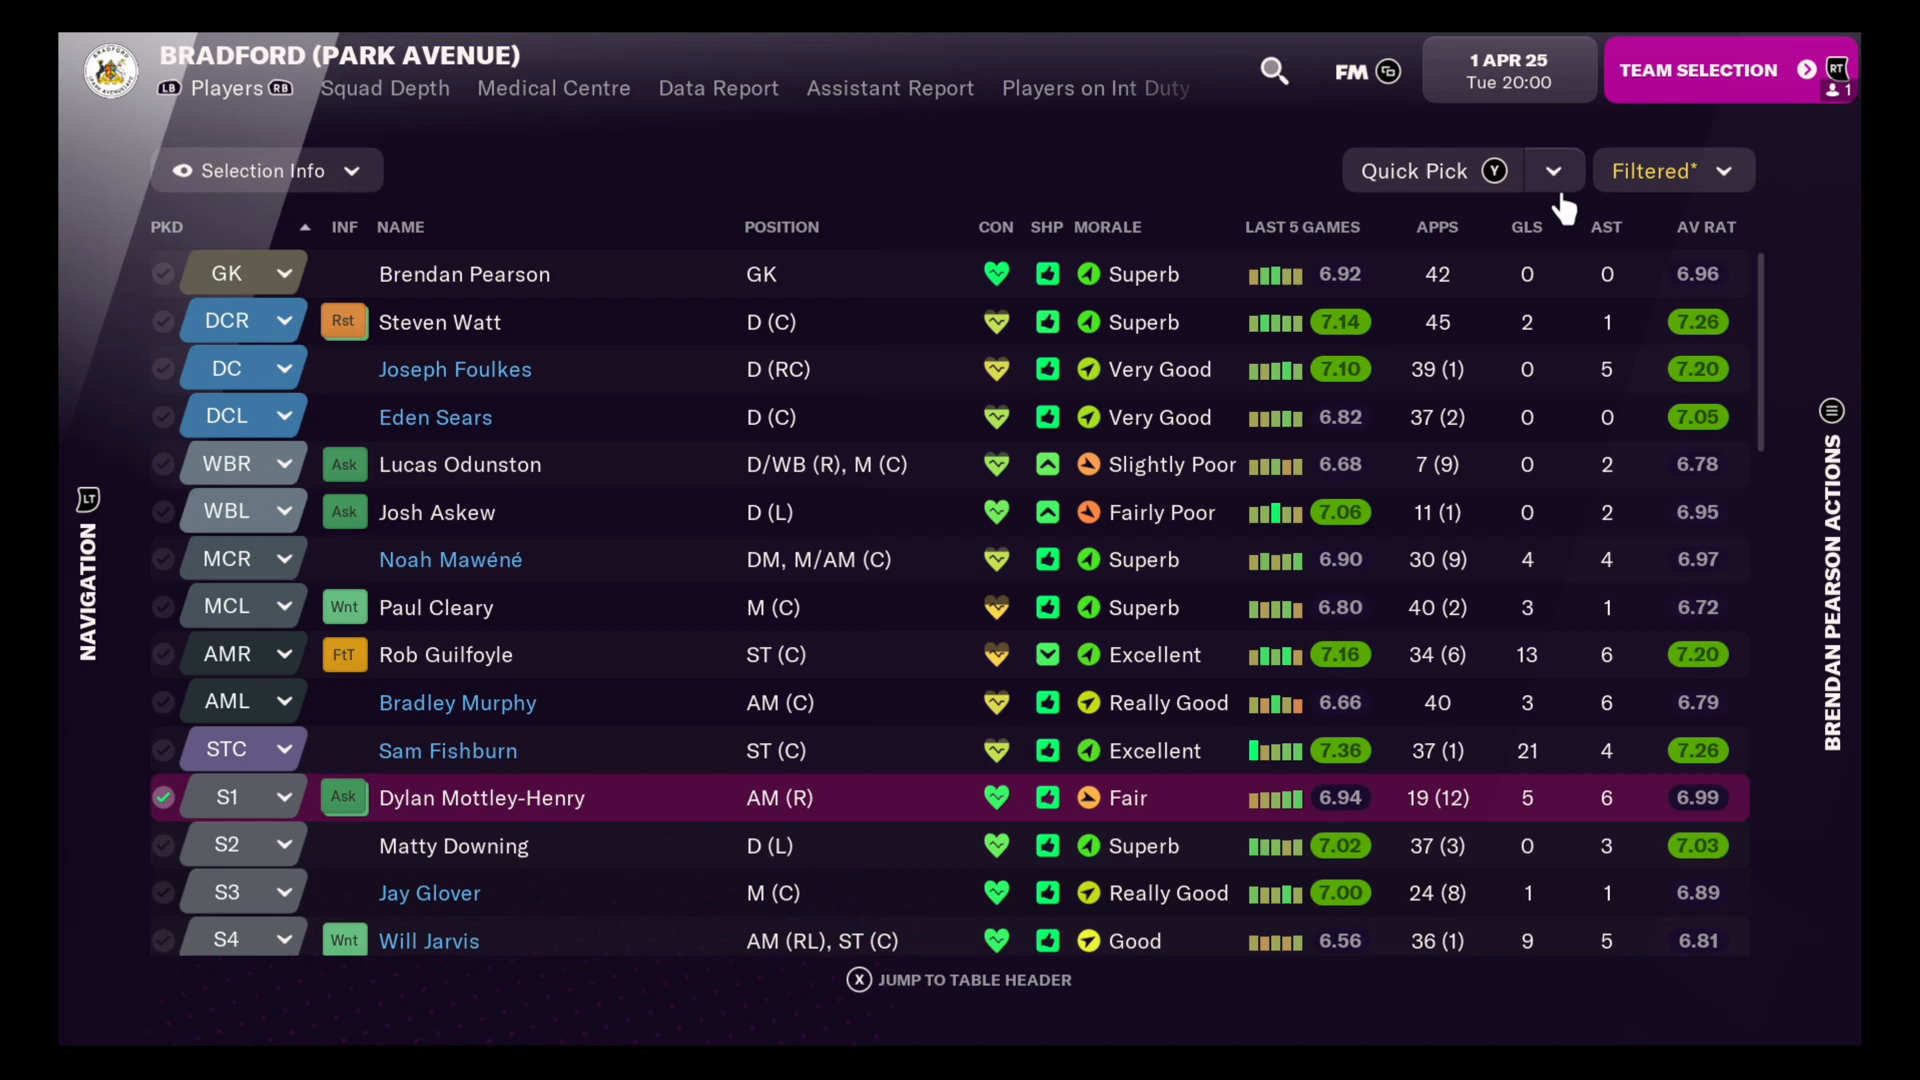 BRADFORD (PARK AVENUE)
LB Players RB Squad Depth Medical Centre Data Report Assistant Report Players on Int Duty
FM
1 APR 25
Tue 20:00
TEAM SELECTION RT
1
Selection Info
Quick Pick Y
Filtered*
PKD INF NAME POSITION CON SHP MORALE LAST 5 GAMES APPS GLS AST AV RAT
GK Brendan Pearson GK Superb 6.92 42 0 0 6.96
DCR Rst Steven Watt D (C) Superb 7.14 45 2 1 7.26
DC Joseph Foulkes D (RC) Very Good 7.10 39 (1) 0 5 7.20
DCL Eden Sears D (C) Very Good 6.82 37 (2) 0 0 7.05
WBR Ask Lucas Odunston D/WB (R), M (C) Slightly Poor 6.68 7 (9) 0 2 6.78
WBL Ask Josh Askew D (L) Fairly Poor 7.06 11 (1) 0 2 6.95
MCR Noah Mawéné DM, M/AM (C) Superb 6.90 30 (9) 4 4 6.97
MCL Wnt Paul Cleary M (C) Superb 6.80 40 (2) 3 1 6.72
AMR FtT Rob Guilfoyle ST (C) Excellent 7.16 34 (6) 13 6 7.20
AML Bradley Murphy AM (C) Really Good 6.66 40 3 6 6.79
STC Sam Fishburn ST (C) Excellent 7.36 37 (1) 21 4 7.26
S1 Ask Dylan Mottley-Henry AM (R) Fair 6.94 19 (12) 5 6 6.99
S2 Matty Downing D (L) Superb 7.02 37 (3) 0 3 7.03
S3 Jay Glover M (C) Really Good 7.00 24 (8) 1 1 6.89
S4 Wnt Will Jarvis AM (RL), ST (C) Good 6.56 36 (1) 9 5 6.81
X JUMP TO TABLE HEADER
LT NAVIGATION
BRENDAN PEARSON ACTIONS